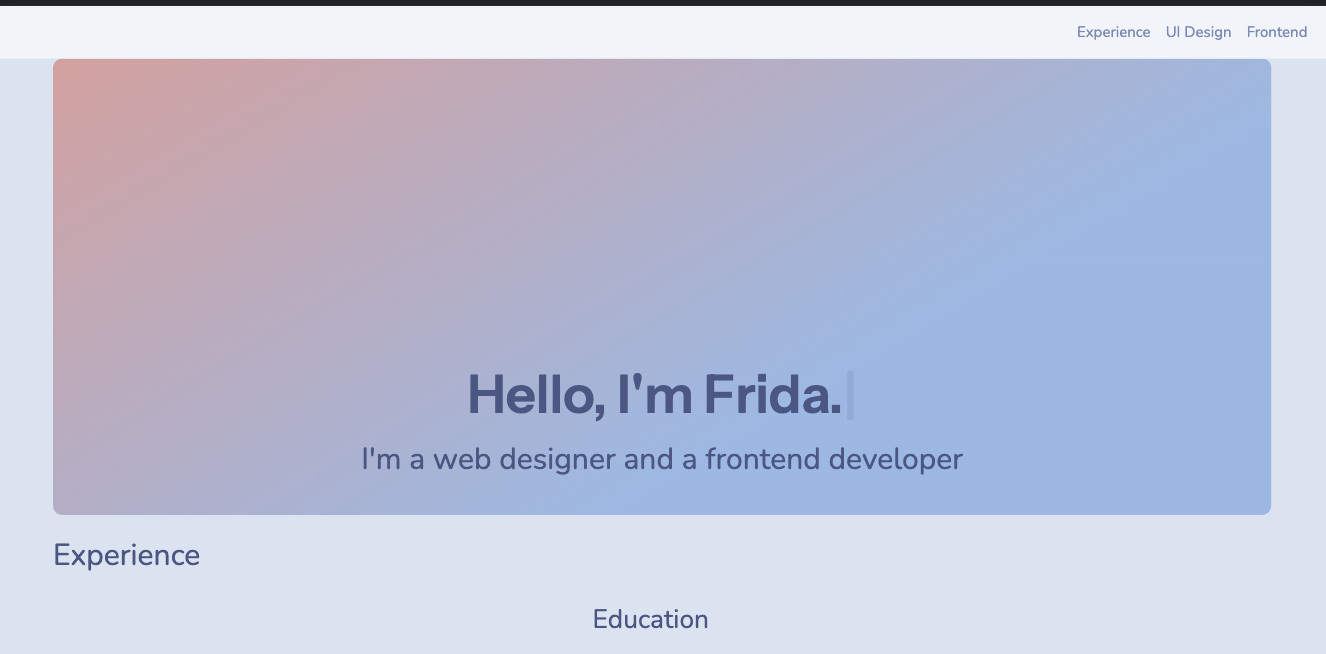 Experience UI Design Frontend
Hello, I'm Frida.
I'm a web designer and a frontend developer
Experience
Education